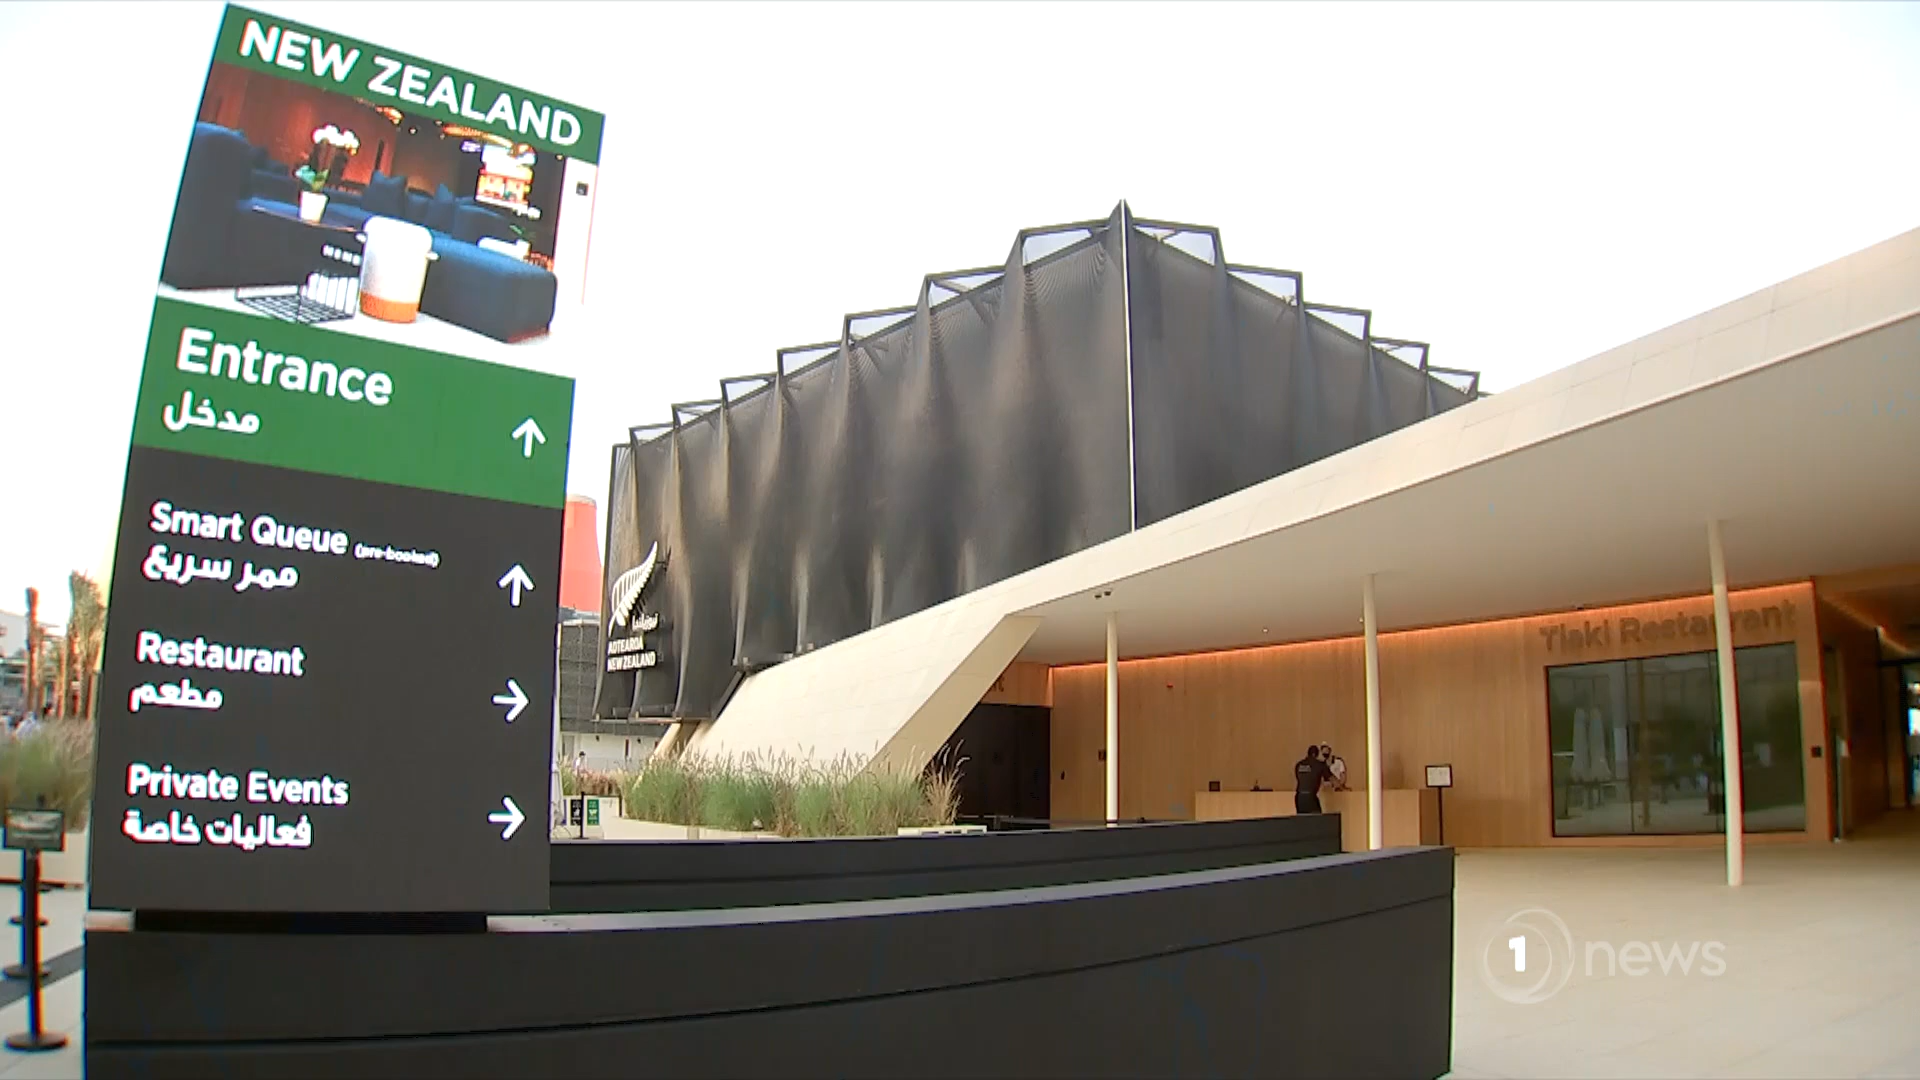 NEW ZEALAND
Entrance
مدخل
Smart Queue (pre-booked)
ممر سريع
Restaurant
مطعم
Private Events
فعاليات خاصة
نيوزيلندا
AOTEAROA
NEW ZEALAND
Tiaki Restaurant
1 news